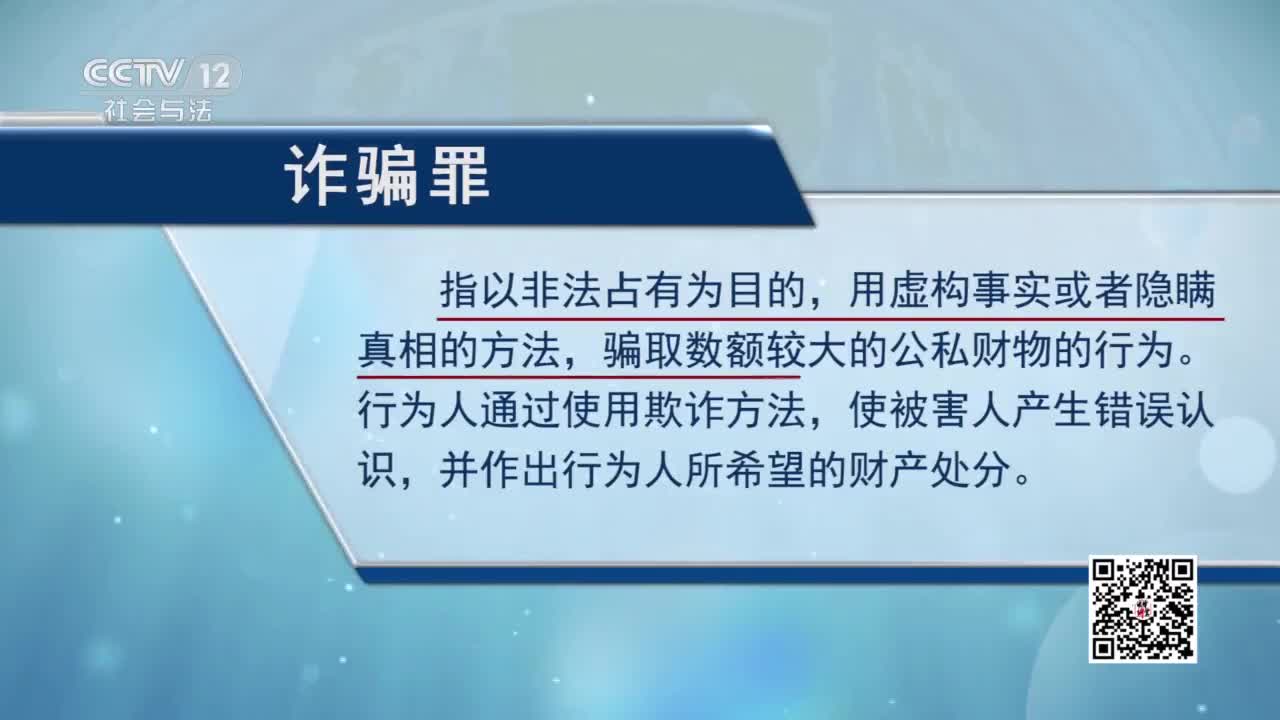 CCTV 12
社会与法
诈骗罪
指以非法占有为目的，用虚构事实或者隐瞒
真相的方法，骗取数额较大的公私财物的行为。
行为人通过使用欺诈方法，使被害人产生错误认
识，并作出行为人所希望的财产处分。